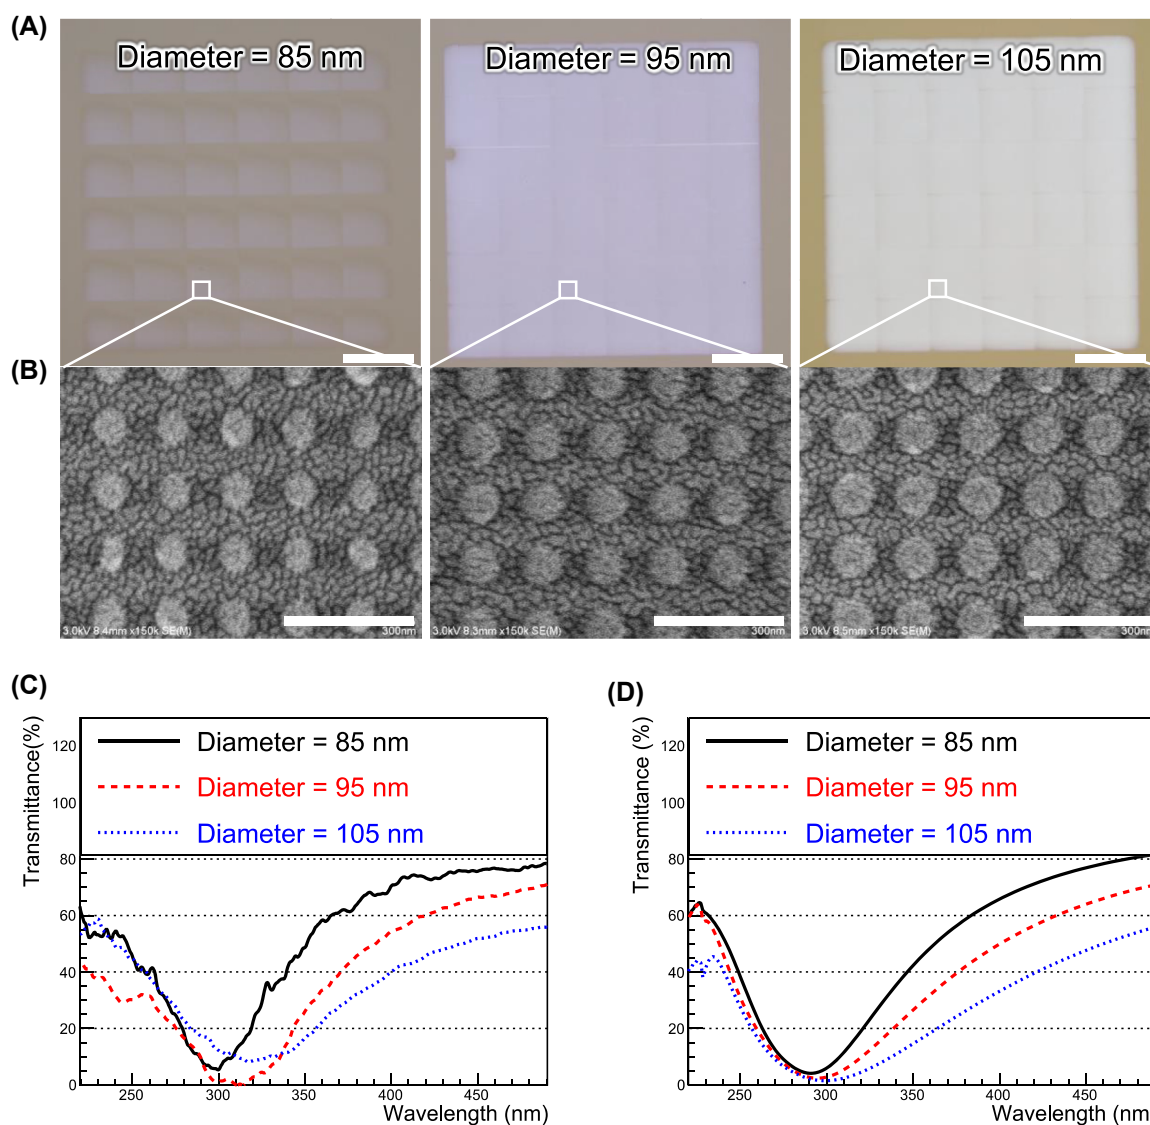 (A)
Diameter = 85 nm
Diameter = 95 nm
Diameter = 105 nm
(B)
3.0kV 8.4mm x150k SE(M)
300nm
3.0kV 8.3mm x150k SE(M)
300nm
3.0kV 8.5mm x150k SE(M)
300nm
(C)
Transmittance(%)
120
100
80
60
40
20
0
Diameter = 85 nm
Diameter = 95 nm
Diameter = 105 nm
250
300
350
400
450
Wavelength (nm)
(D)
Transmittance (%)
120
100
80
60
40
20
0
Diameter = 85 nm
Diameter = 95 nm
Diameter = 105 nm
250
300
350
400
450
Wavelength (nm)